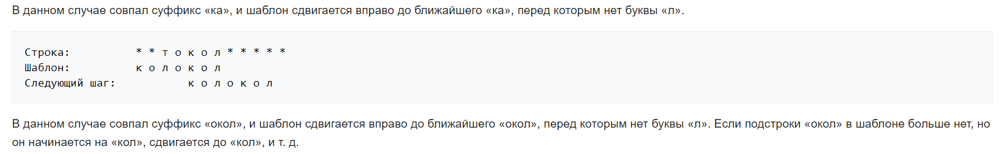 В данном случае совпал суффикс «ка», и шаблон сдвигается вправо до ближайшего «ка», перед которым нет буквы «л».
Строка: * * т о к о л * * * * *
Шаблон: к о л о к о л
Следующий шаг: к о л о к о л
В данном случае совпал суффикс «окол», и шаблон сдвигается вправо до ближайшего «окол», перед которым нет буквы «л». Если подстроки «окол» в шаблоне больше нет, но
он начинается на «кол», сдвигается до «кол», и т. д.